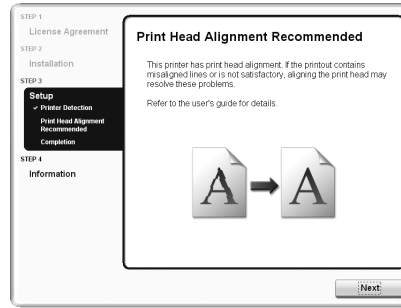 STEP 1
License Agreement
STEP 2
Installation
STEP 3
Setup
✓ Printer Detection
Print Head Alignment
Recommended
Completion
STEP 4
Information
Print Head Alignment Recommended
This printer has print head alignment. If the printout contains
misaligned lines or is not satisfactory, aligning the print head may
resolve these problems.
Refer to the user's guide for details.
A
A
Next